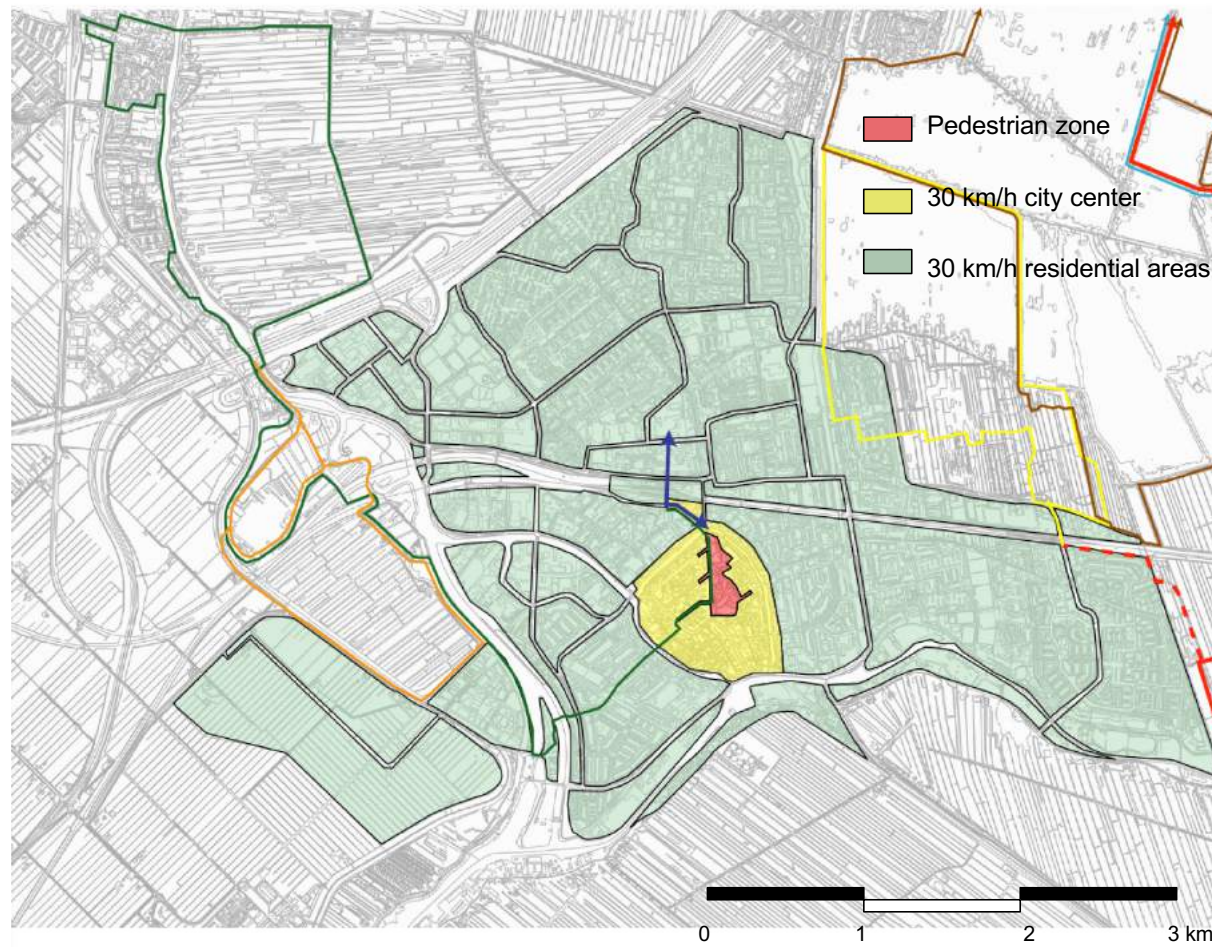 Pedestrian zone
30 km/h city center
30 km/h residential areas
0 1 2 3 km